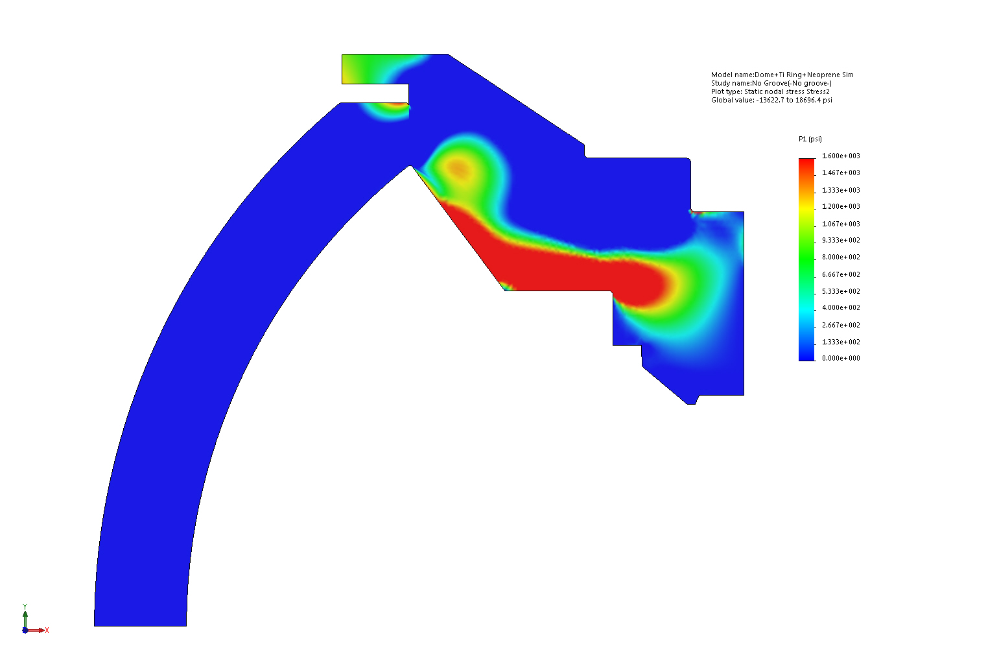 Model name:Dome+Ti Ring+Neoprene Sim
Study name:No Groove(-No groove-)
Plot type: Static nodal stress Stress2
Global value: -13622.7 to 18696.4 psi
P1 (psi)
1.600e+003
1.467e+003
1.333e+003
1.200e+003
1.067e+003
9.333e+002
8.000e+002
6.667e+002
5.333e+002
4.000e+002
2.667e+002
1.333e+002
0.000e+000
Y
X